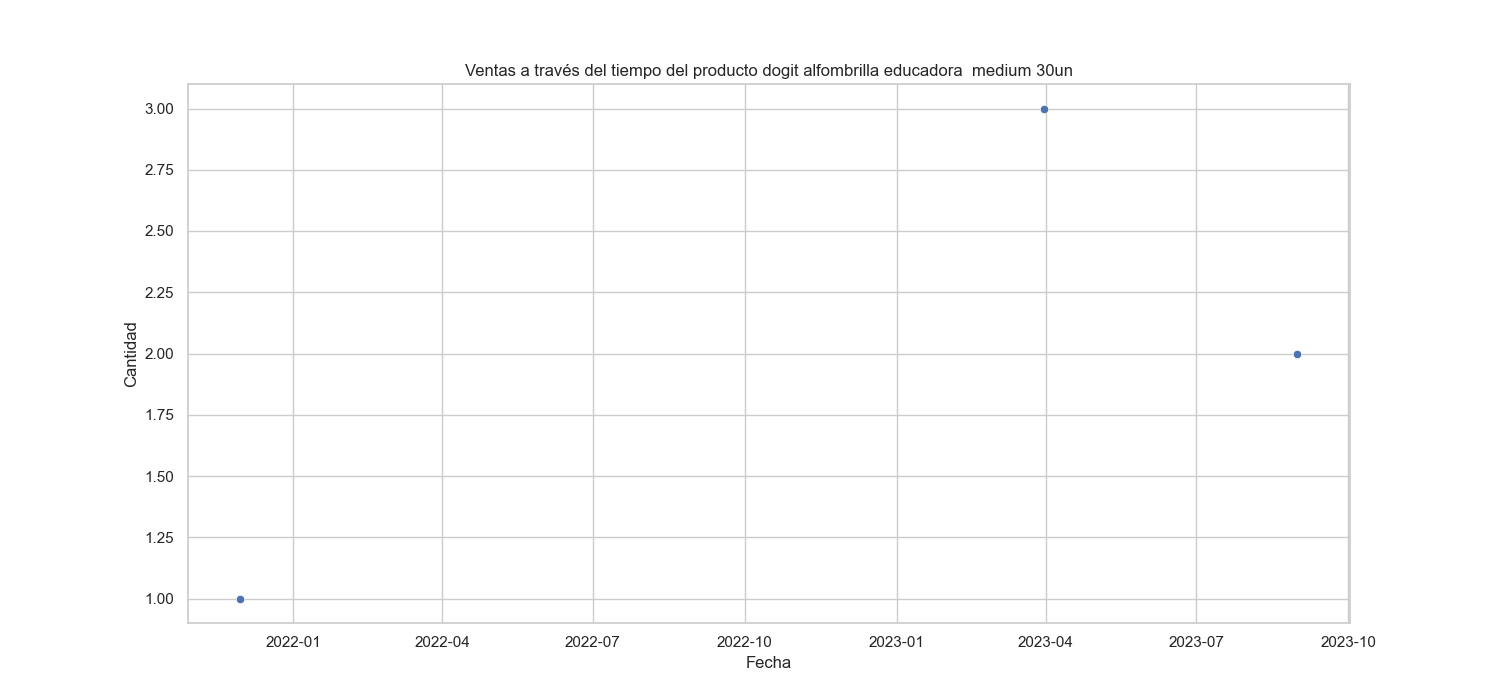 Ventas a través del tiempo del producto dogit alfombrilla educadora  medium 30un
3.00
2.75
2.50
2.25
2.00
1.75
1.50
1.25
1.00
Cantidad
2022-01 2022-04 2022-07 2022-10 2023-01 2023-04 2023-07 2023-10
Fecha